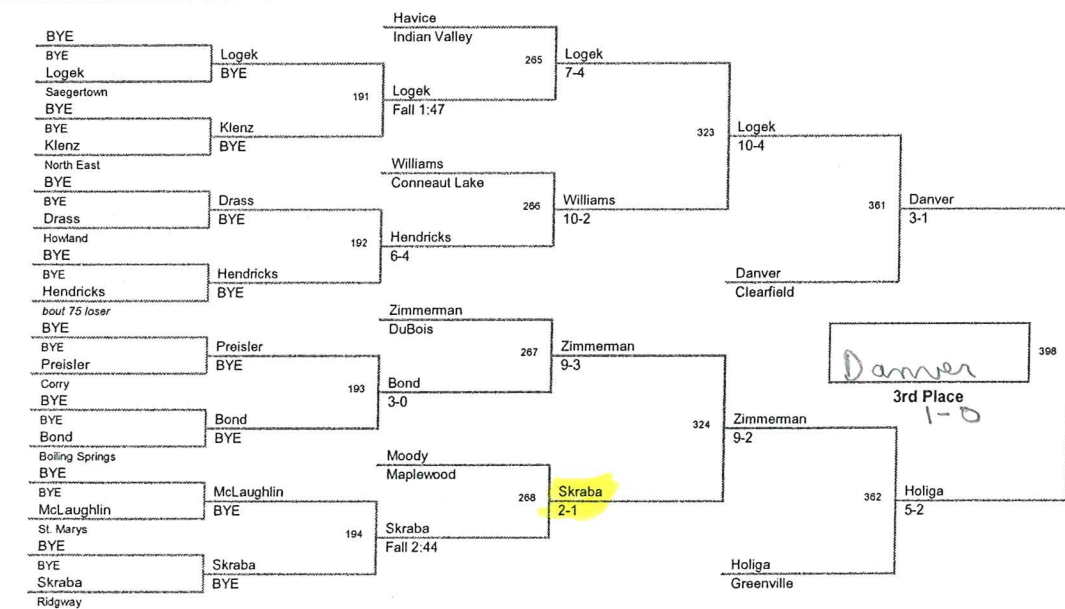 BYE
BYE
Logek
Saegertown
BYE
BYE
Klenz
North East
BYE
BYE
Drass
Howland
BYE
BYE
Hendricks
bout 75 loser
BYE
BYE
Preisler
Corry
BYE
BYE
Bond
Boiling Springs
BYE
BYE
McLaughlin
St. Marys
BYE
BYE
Skraba
Ridgway
Logek
BYE
Klenz
BYE
Drass
BYE
Hendricks
BYE
Preisler
BYE
Bond
BYE
McLaughlin
BYE
Skraba
BYE
191
192
193
194
Havice
Indian Valley
Logek
Fall 1:47
Williams
Conneaut Lake
Hendricks
6-4
Zimmerman
DuBois
Bond
3-0
Moody
Maplewood
Skraba
Fall 2:44
265
266
267
268
Logek
7-4
Williams
10-2
Zimmerman
9-3
Skraba
2-1
323
324
Logek
10-4
Danver
Clearfield
Zimmerman
9-2
Holiga
Greenville
361
362
Danver
3-1
Holiga
5-2
Danver
398
3rd Place
1-0